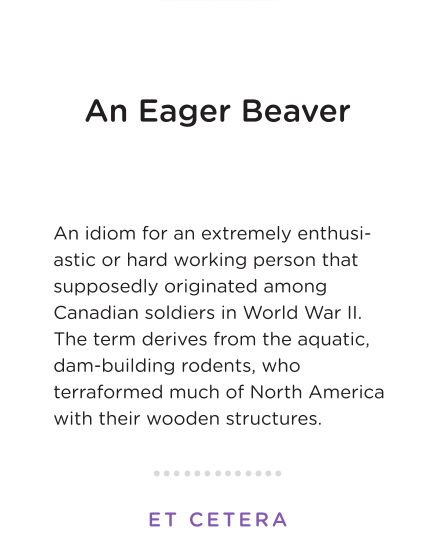 An Eager Beaver
An idiom for an extremely enthusi-
astic or hard working person that
supposedly originated among
Canadian soldiers in World War II.
The term derives from the aquatic,
dam-building rodents, who
terraformed much of North America
with their wooden structures.
ET CETERA